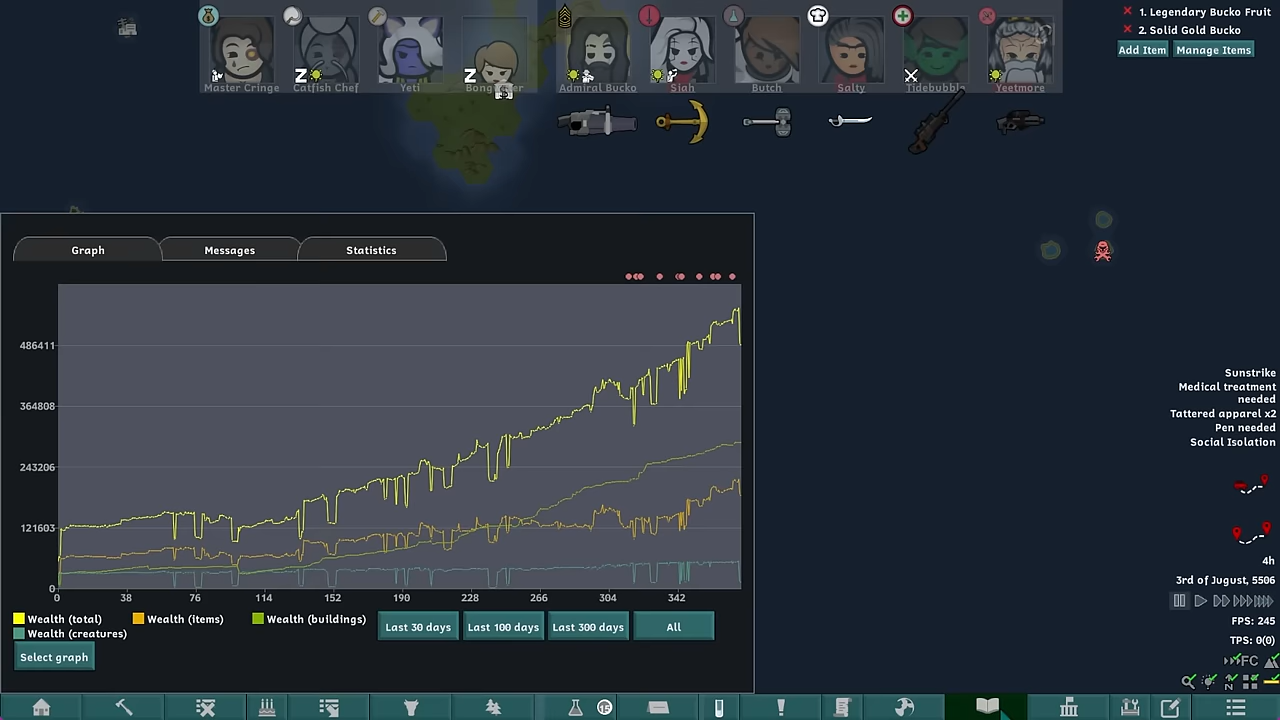 1. Legendary Bucko Fruit
2. Solid Gold Bucko
Add Item
Manage Items
Master Cringe
Catfish Chef
Yeti
Admiral Bucko
Siah
Butch
Salty
Tidebubble
Yeetmore
Z
Z
Graph
Messages
Statistics
486411
364808
243206
121603
0
0 38 76 114 152 190 228 266 304 342
Wealth (total)
Wealth (items)
Wealth (buildings)
Wealth (creatures)
Last 30 days
Last 100 days
Last 300 days
All
Select graph
Sunstrike
Medical treatment
needed
Tattered apparel x2
Pen needed
Social Isolation
4h
3rd of August, 5506
FPS: 245
TPS: 0(0)
FC
N
15